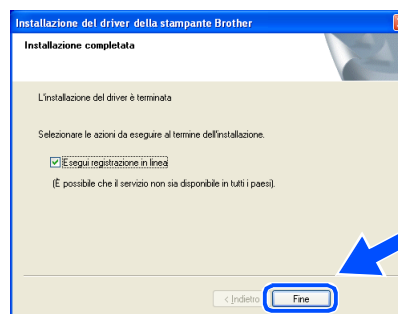 Installazione del driver della stampante Brother
Installazione completata
L'installazione del driver è terminata
Selezionare le azioni da eseguire al termine dell'installazione.
Esegui registrazione in linea
(È possibile che il servizio non sia disponibile in tutti i paesi).
< Indietro
Fine